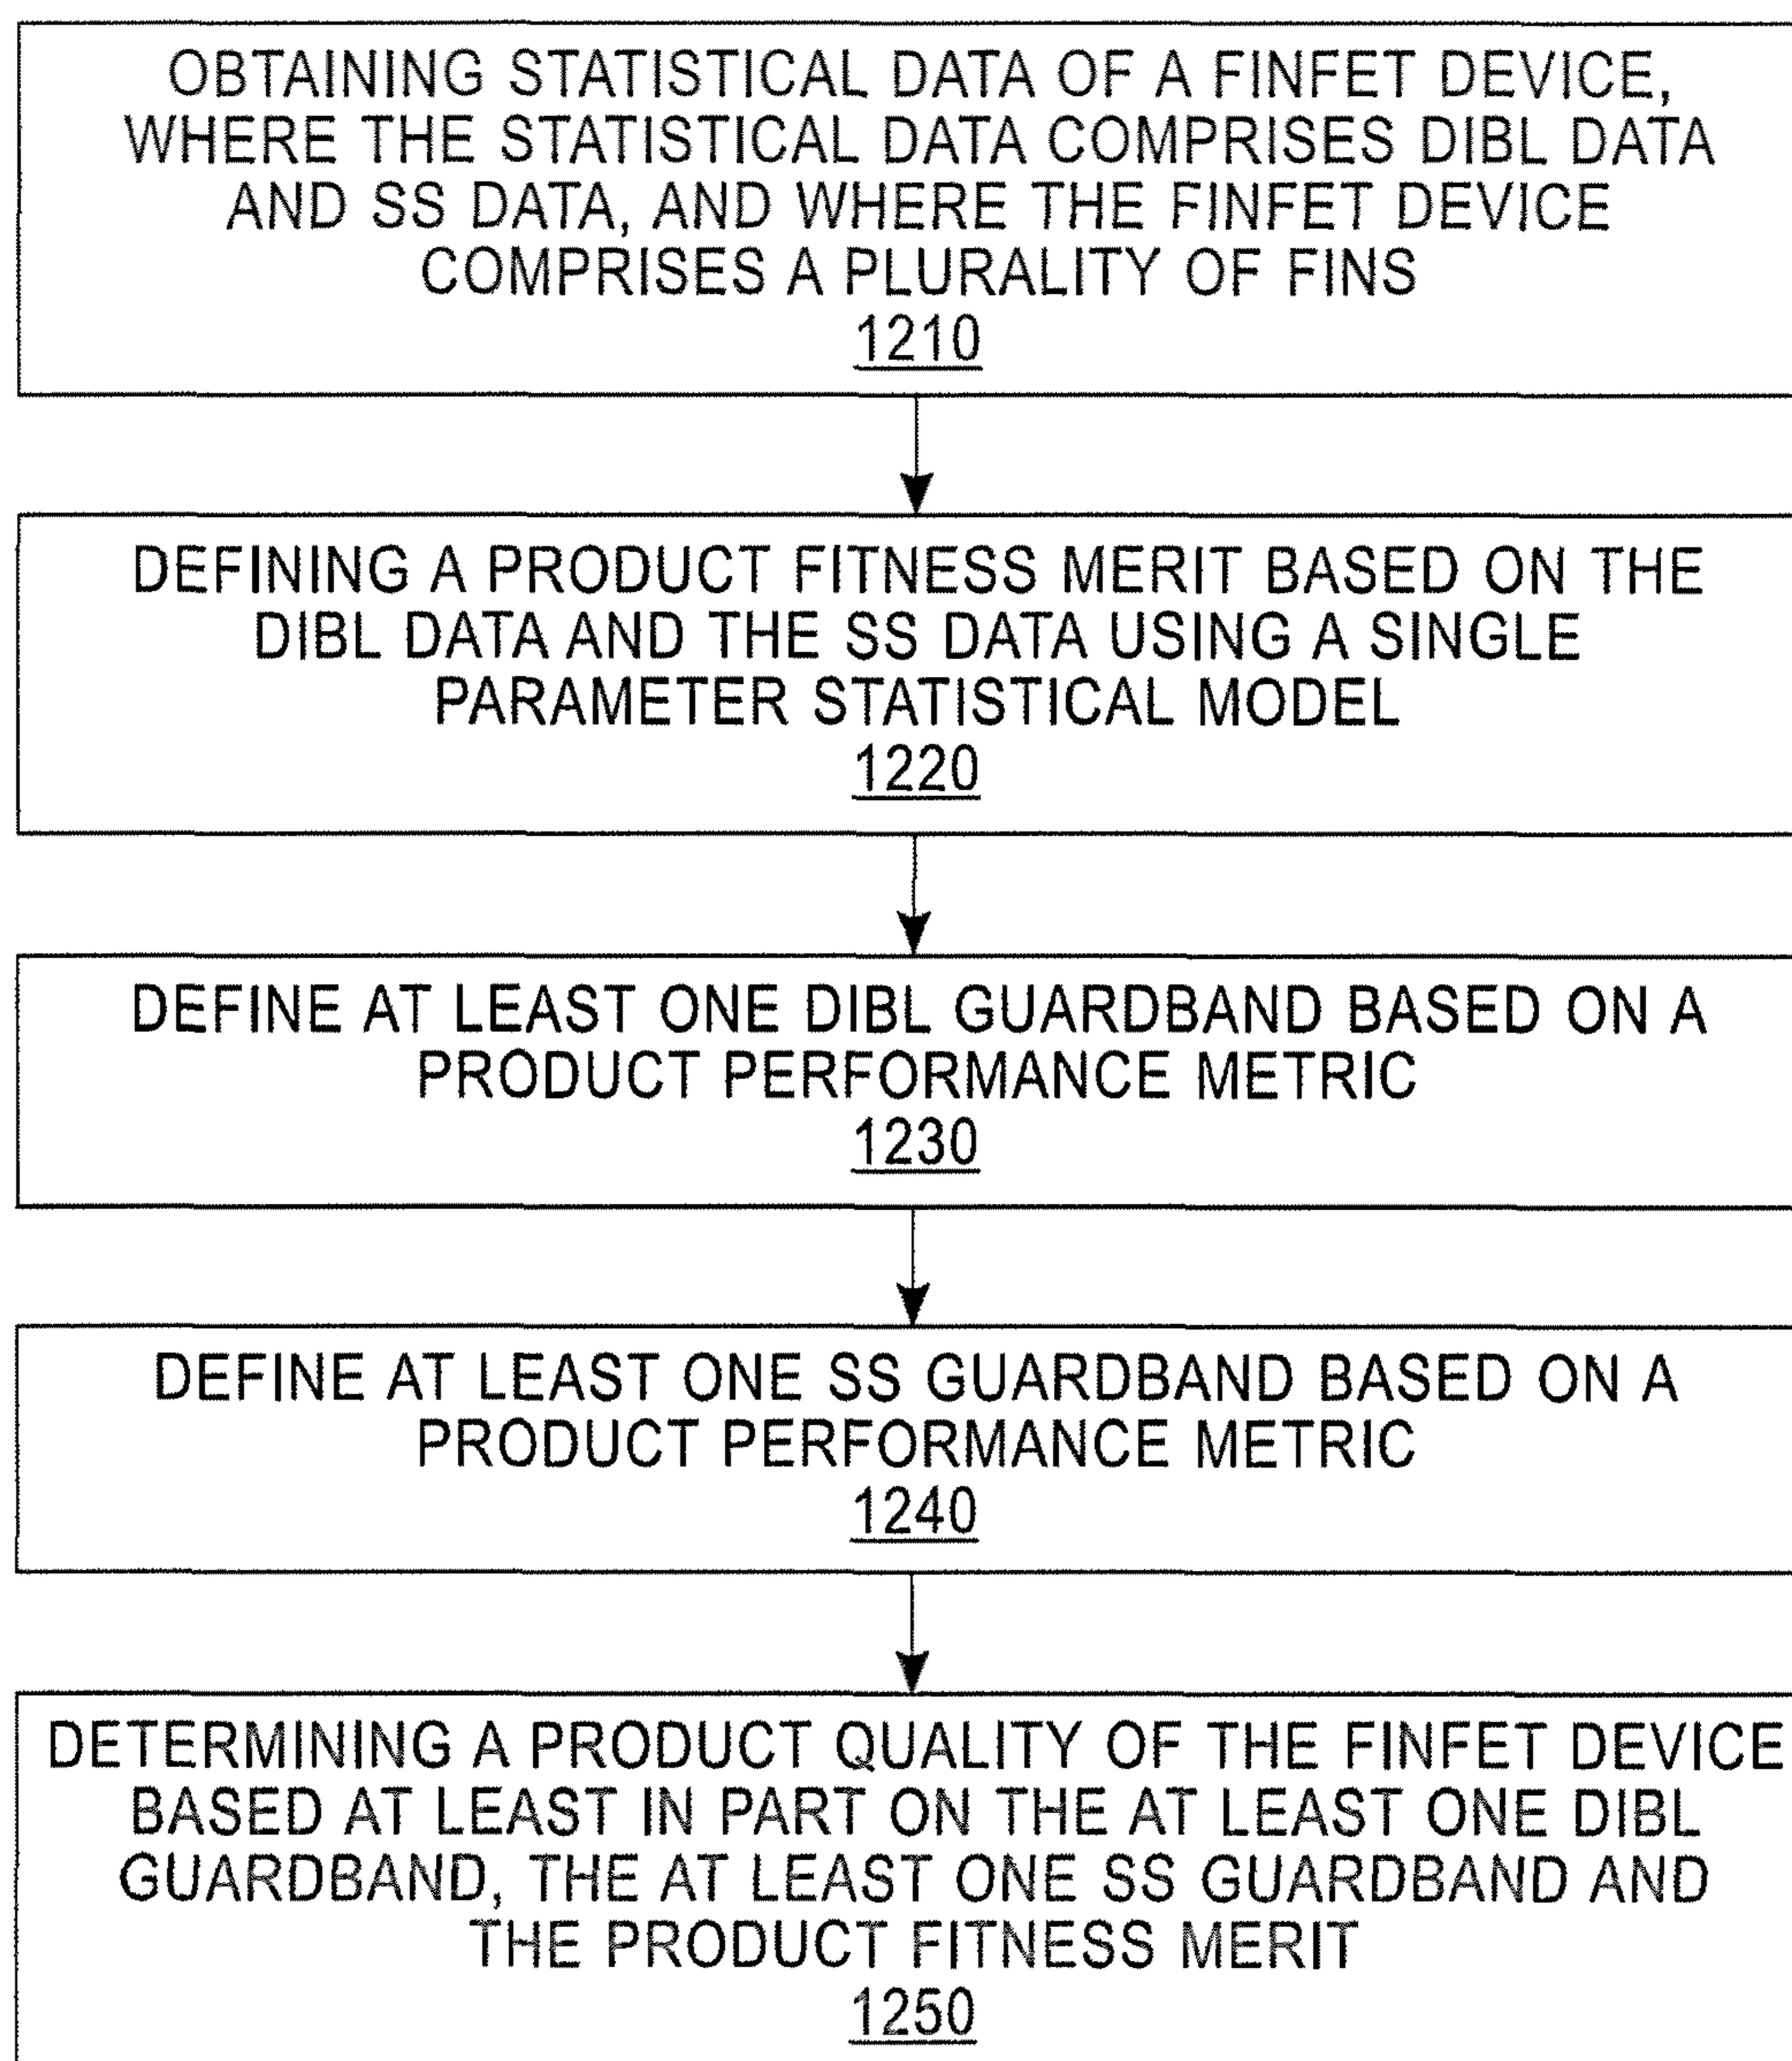 OBTAINING STATISTICAL DATA OF A FINFET DEVICE,
WHERE THE STATISTICAL DATA COMPRISES DIBL DATA
AND SS DATA, AND WHERE THE FINFET DEVICE
COMPRISES A PLURALITY OF FINS
1210
DEFINING A PRODUCT FITNESS MERIT BASED ON THE
DIBL DATA AND THE SS DATA USING A SINGLE
PARAMETER STATISTICAL MODEL
1220
DEFINE AT LEAST ONE DIBL GUARDBAND BASED ON A
PRODUCT PERFORMANCE METRIC
1230
DEFINE AT LEAST ONE SS GUARDBAND BASED ON A
PRODUCT PERFORMANCE METRIC
1240
DETERMINING A PRODUCT QUALITY OF THE FINFET DEVICE
BASED AT LEAST IN PART ON THE AT LEAST ONE DIBL
GUARDBAND, THE AT LEAST ONE SS GUARDBAND AND
THE PRODUCT FITNESS MERIT
1250